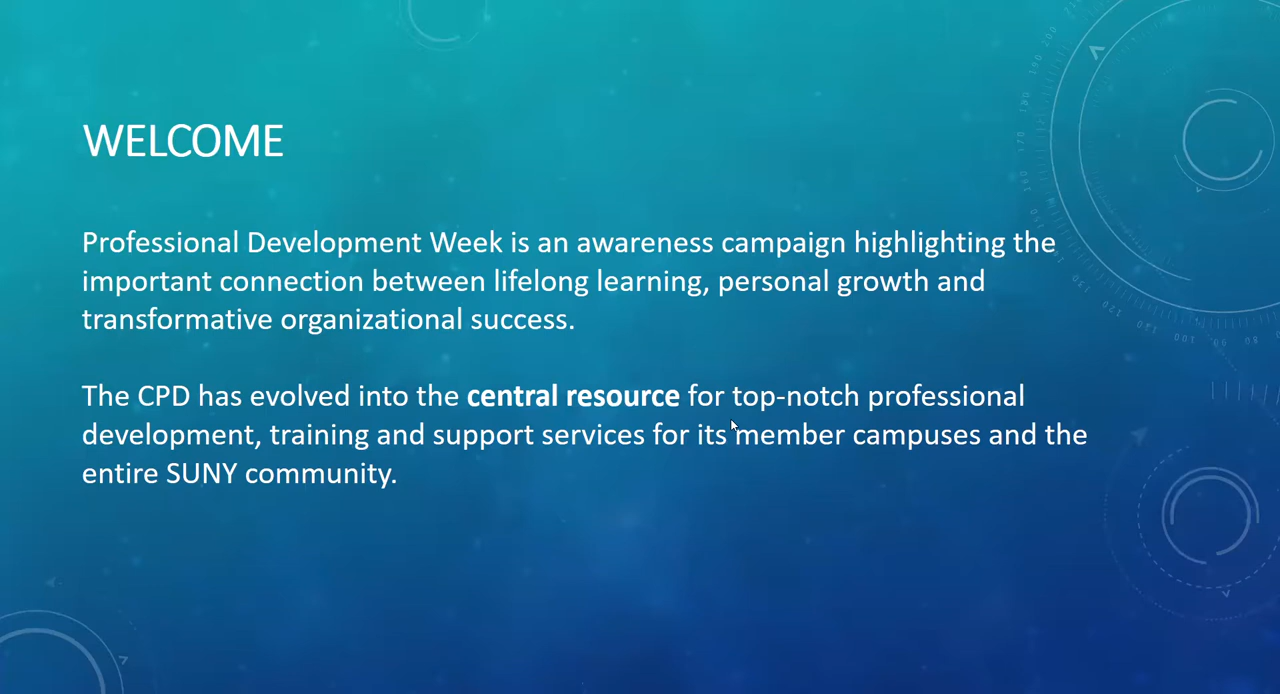 WELCOME
Professional Development Week is an awareness campaign highlighting the
important connection between lifelong learning, personal growth and
transformative organizational success.
The CPD has evolved into the central resource for top-notch professional
development, training and support services for its member campuses and the
entire SUNY community.